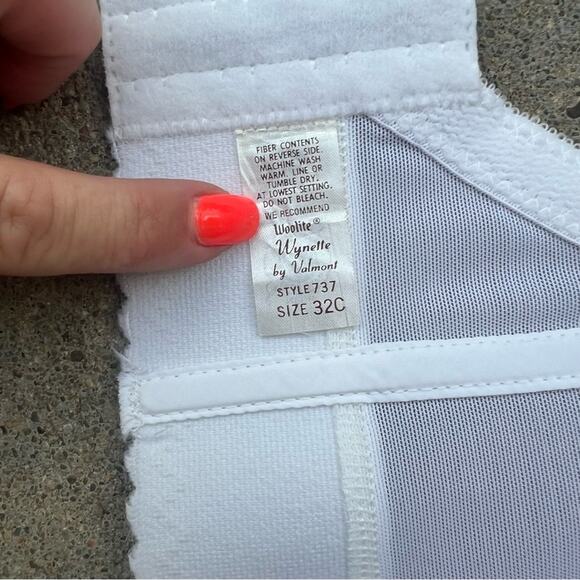 FIBER CONTENTS
ON REVERSE SIDE.
MACHINE WASH
WARM. LINE OR
TUMBLE DRY.
AT LOWEST SETTING.
DO NOT BLEACH.
WE RECOMMEND
Woolite®
Wynette
by Valmont
STYLE 737
SIZE 32C